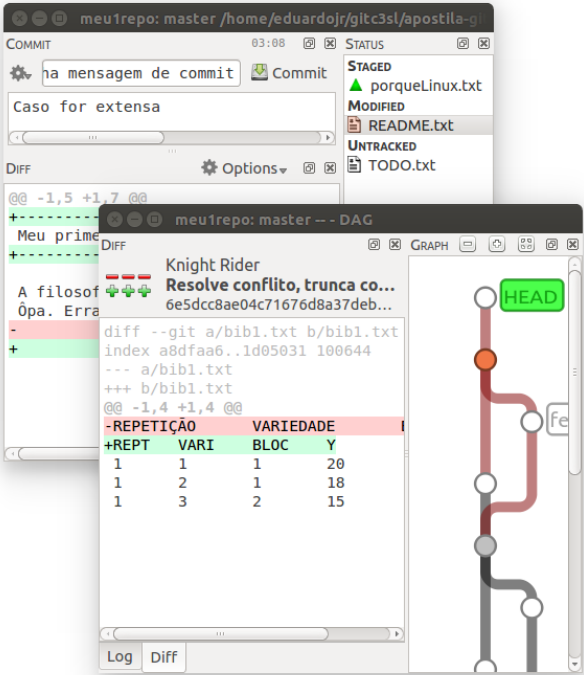 meu1repo: master /home/eduardojr/gitc3sl/apostila-gi
COMMIT 03:08
na mensagem de commit Commit
Caso for extensa
STATUS
STAGED
porqueLinux.txt
MODIFIED
README.txt
UNTRACKED
TODO.txt
DIFF Options
@@ -1,5 +1,7 @@
+---------
Meu prime
+---------
A filosof
Ôpa. Erra
-
+
meu1repo: master -- - DAG
DIFF
Knight Rider
Resolve conflito, trunca co...
6e5dcc8ae04c71676d8a37deb...
diff --git a/bib1.txt b/bib1.txt
index a8dfaa6..1d05031 100644
--- a/bib1.txt
+++ b/bib1.txt
@@ -1,4 +1,4 @@
-REPETIÇÃO VARIEDADE
+REPT VARI BLOC Y
1 1 1 20
1 2 1 18
1 3 2 15
Log Diff
GRAPH
HEAD
fe